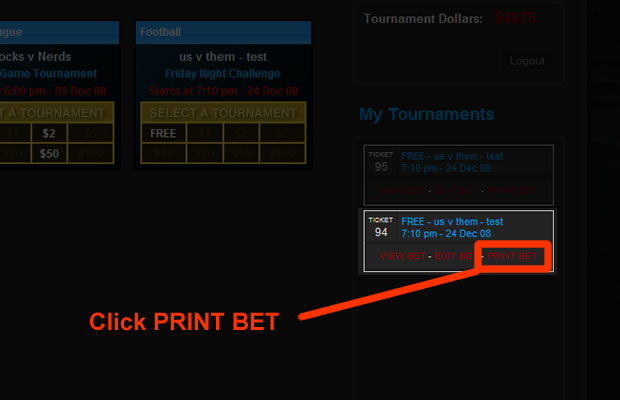 ague
Football
Tournament Dollars: $4876
ocks v Nerds
us v them - test
Game Tournament
Friday Night Challenge
6:00 pm - 05 Dec 08
Starts at 7:10 pm - 24 Dec 08
Logout
T A TOURNAMENT
SELECT A TOURNAMENT
My Tournaments
$1 $2 $5
FREE $1 $2 $5
$20 $50 $100
$10 $20 $50 $100
TICKET
95
FREE - us v them - test
7:10 pm - 24 Dec 08
VIEW BET - EDIT BET - PRINT BET
TICKET
94
FREE - us v them - test
7:10 pm - 24 Dec 08
VIEW BET - EDIT BE - PRINT BET
Click PRINT BET